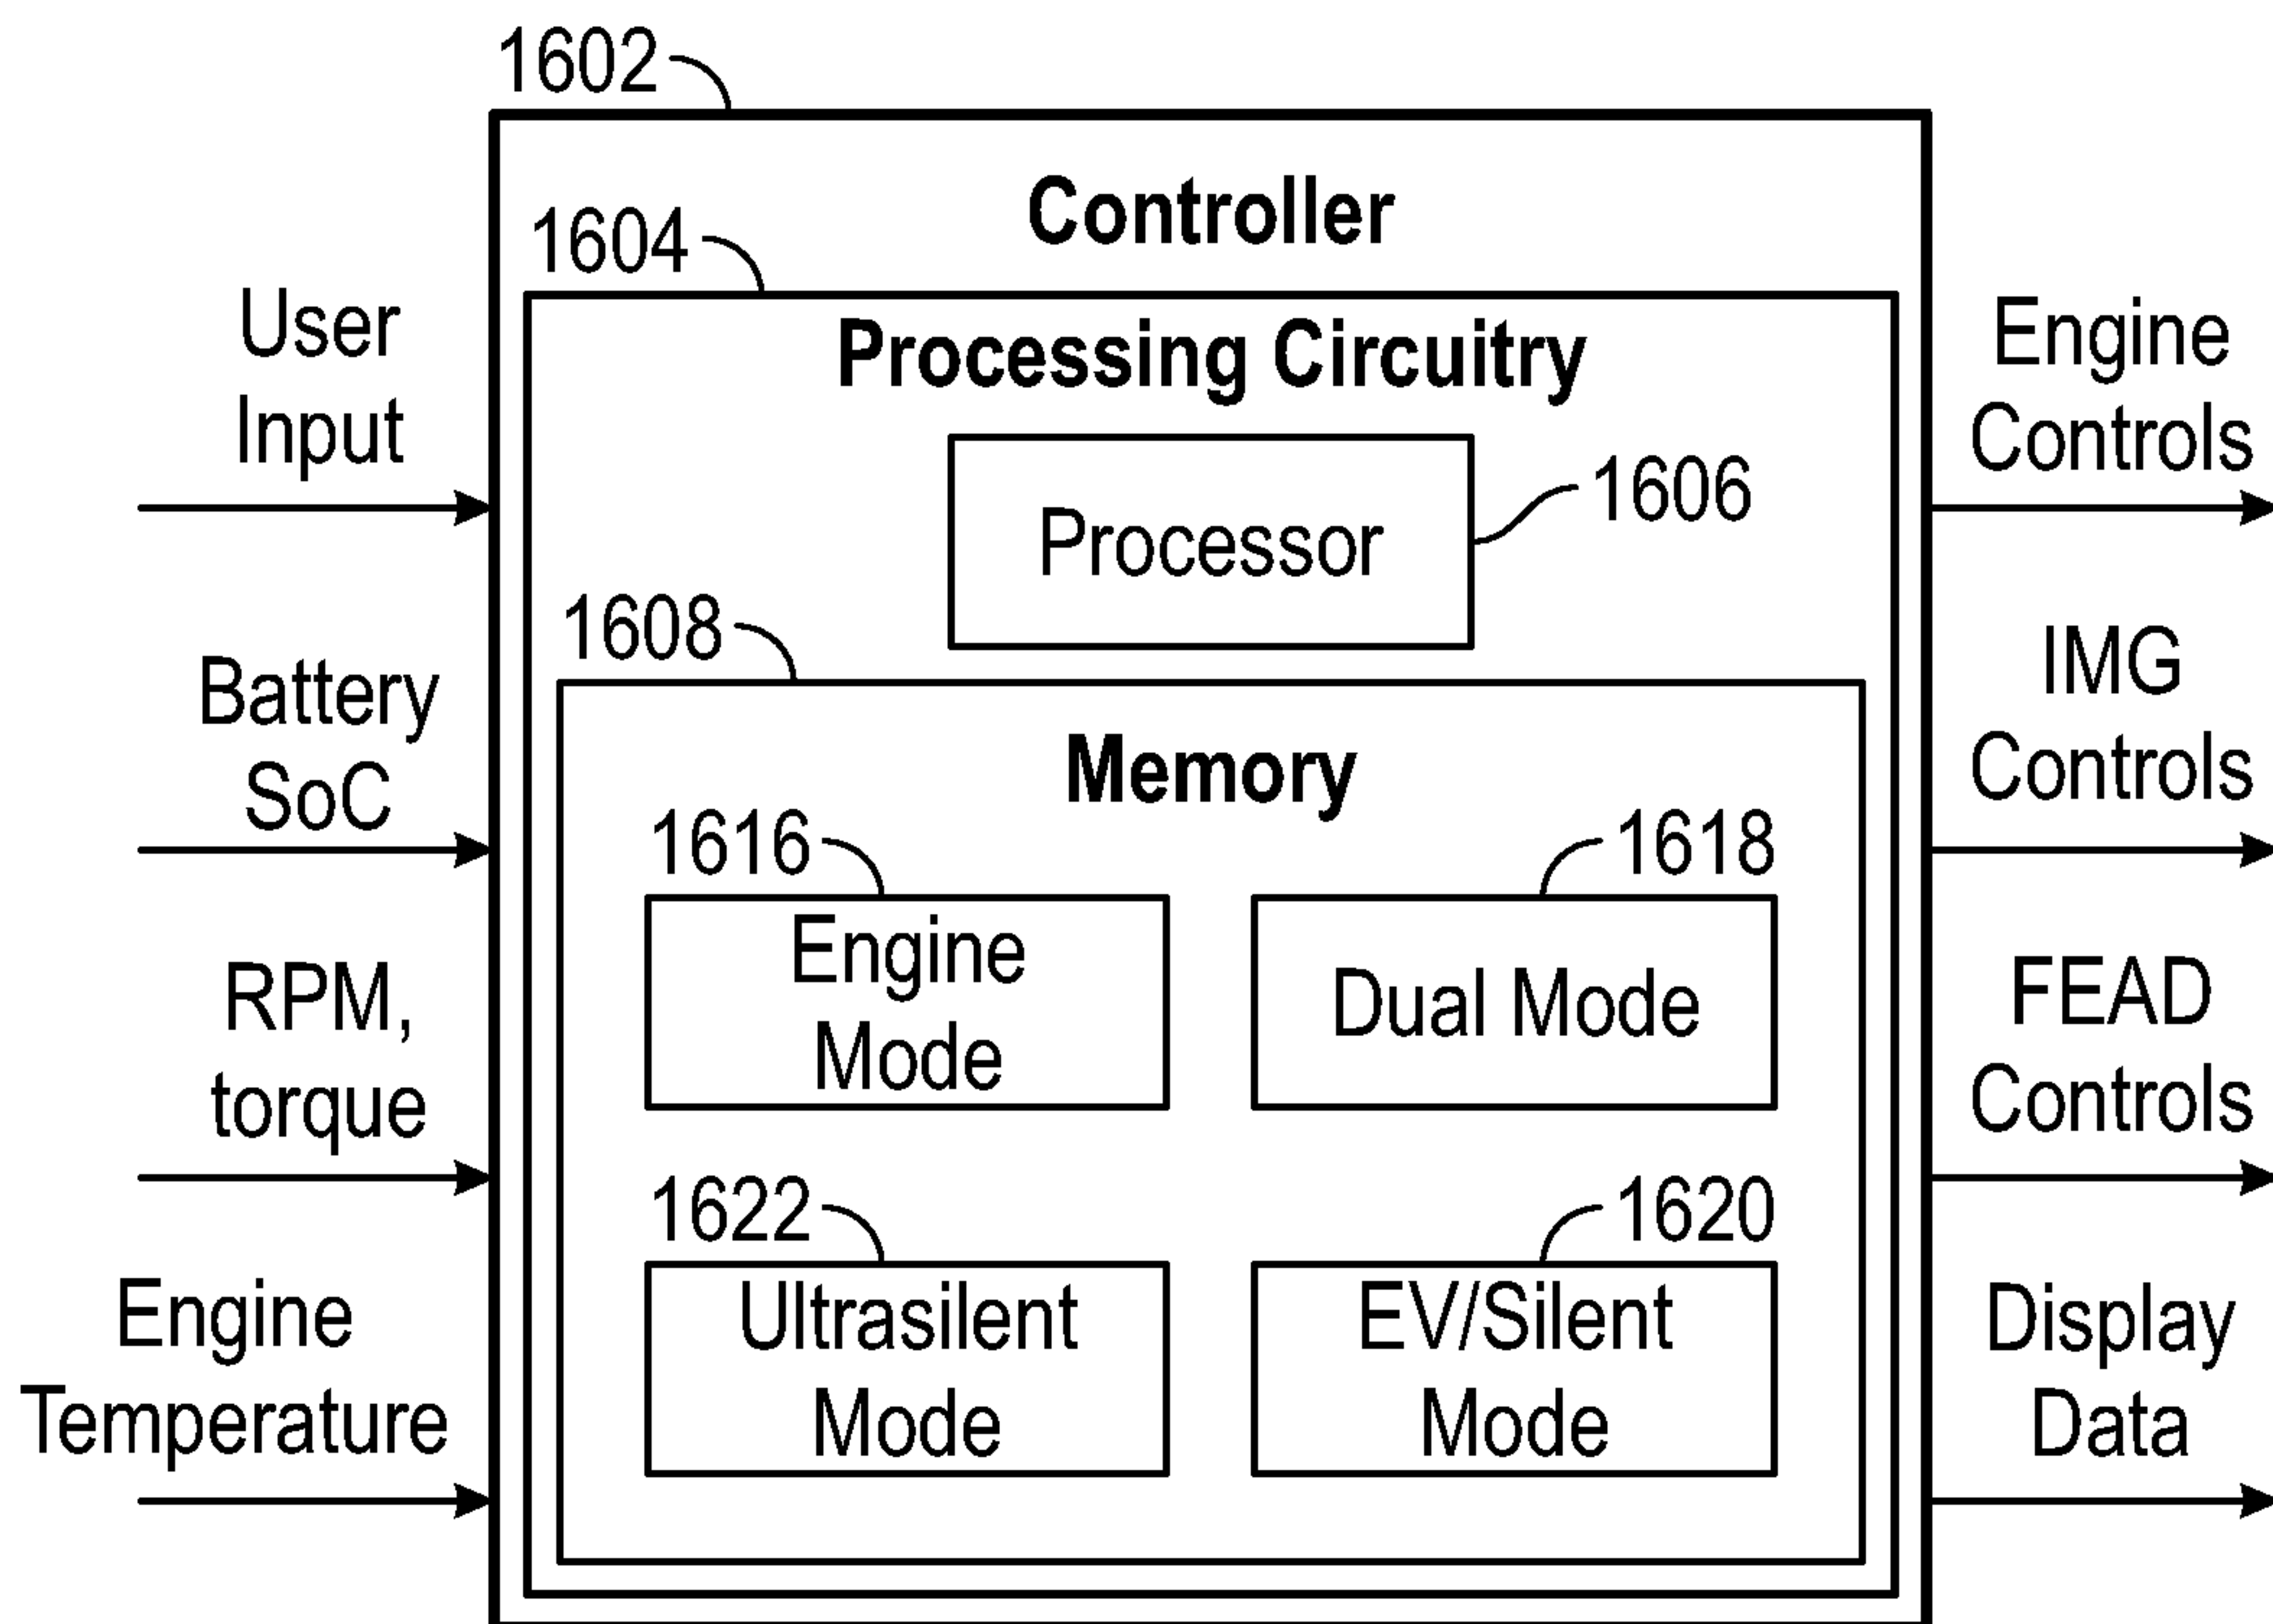 1602
Controller
1604
Processing Circuitry
User
Input
Engine
Controls
Processor
1606
1608
Battery
SoC
IMG
Controls
Memory
1616
1618
Engine
Mode
Dual Mode
RPM,
torque
FEAD
Controls
1622
1620
Ultrasilent
Mode
EV/Silent
Mode
Engine
Temperature
Display
Data